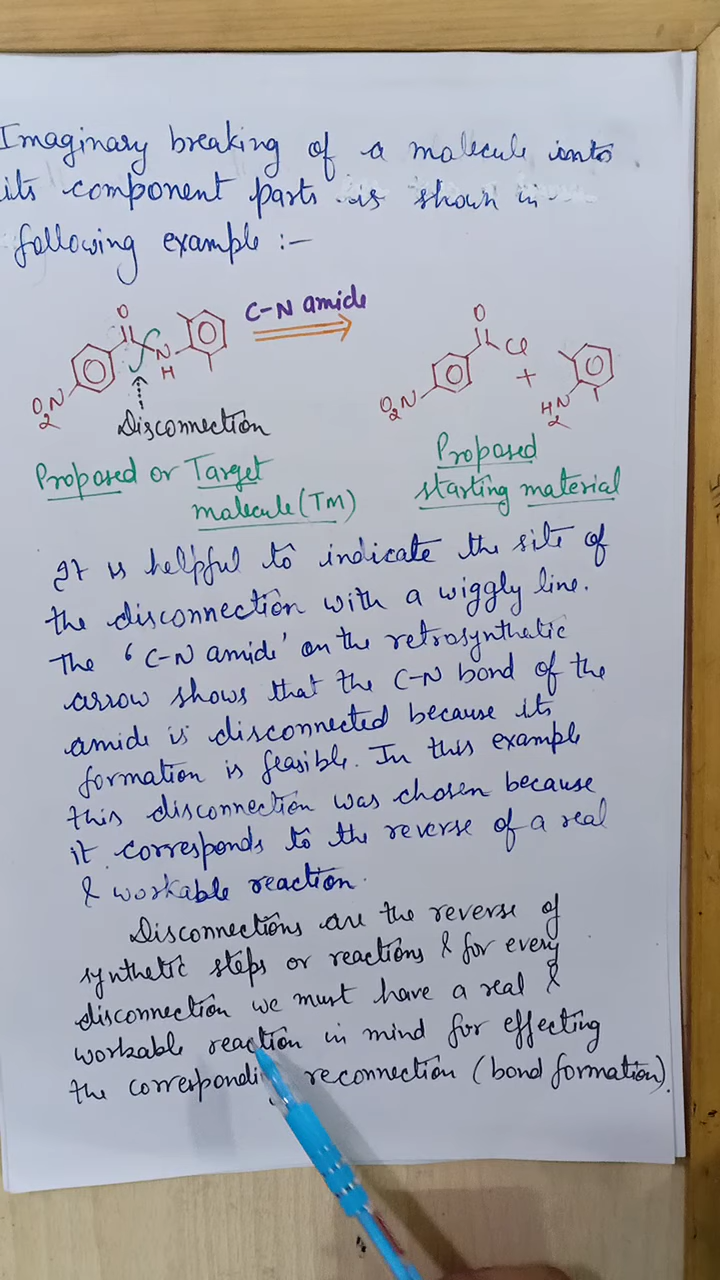 Imaginary breaking of a molecule into
its component parts is shown in
following example :-
C-N amide
O
N
H
O₂N
Disconnection
O
Cl
+
O₂N
H₂N
Proposed or Target
molecule (TM)
Proposed
starting material
It is helpful to indicate the site of
the disconnection with a wiggly line.
The 'C-N amide' on the retrosynthetic
arrow shows that the C-N bond of the
amide is disconnected because its
formation is feasible. In this example
this disconnection was chosen because
it corresponds to the reverse of a real
& workable reaction.
Disconnections are the reverse of
synthetic steps or reactions & for every
disconnection we must have a real &
workable reaction in mind for effecting
the correspondi reconnection (bond formation).